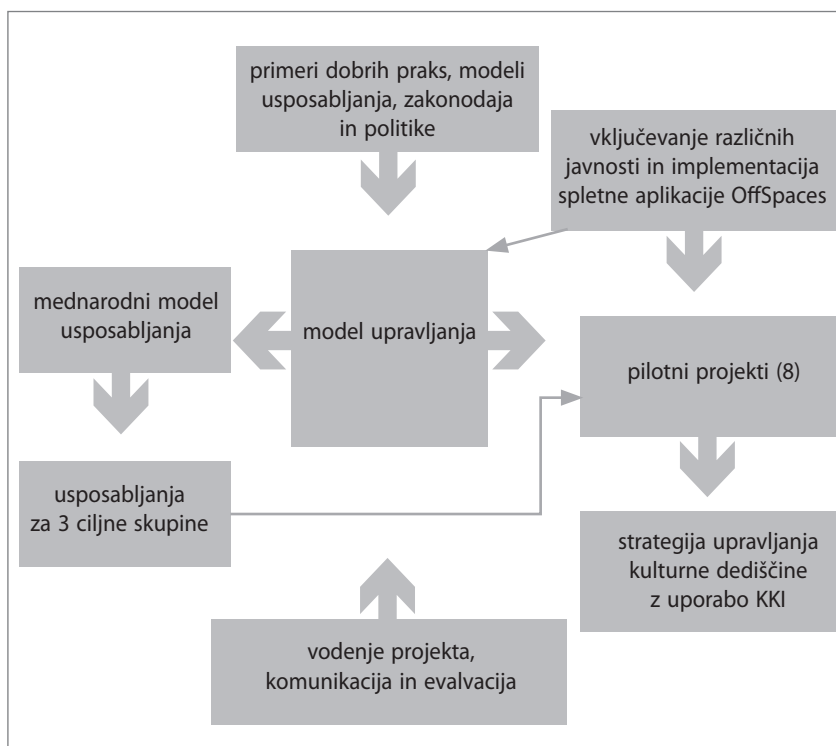 primeri dobrih praks, modeli
usposabljanja, zakonodaja
in politike
vključevanje različnih
javnosti in implementacija
spletne aplikacije OffSpaces
mednarodni model
usposabljanja
model upravljanja
pilotni projekti (8)
usposabljanja
za 3 ciljne skupine
strategija upravljanja
kulturne dediščine
z uporabo KKI
vodenje projekta,
komunikacija in evalvacija